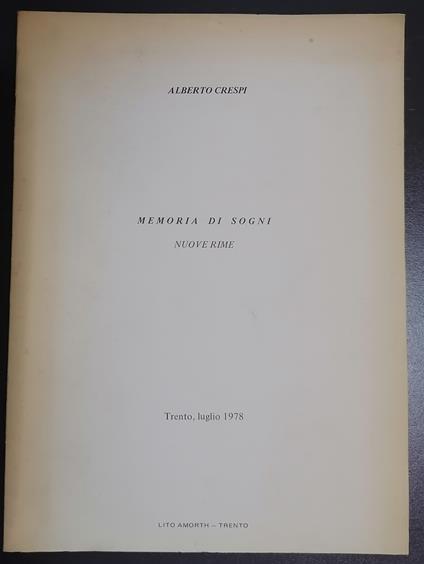 ALBERTO CRESPI
MEMORIA DI SOGNI
NUOVE RIME
Trento, luglio 1978
LITO AMORTH – TRENTO